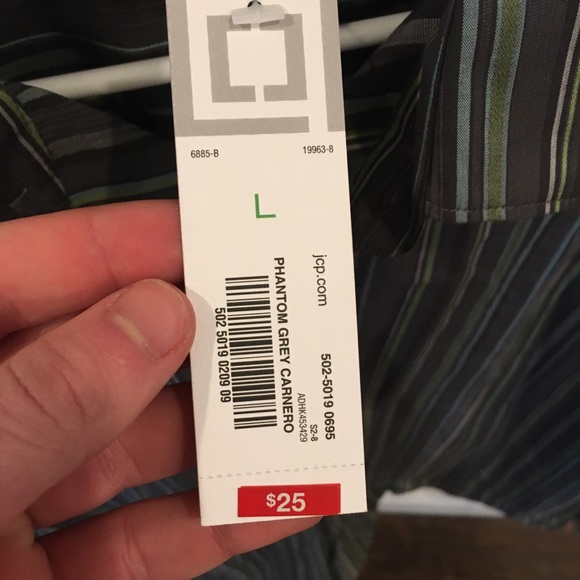 6885-B 19963-8
L
jcp.com
502-5019 0695
S2-8
ADHK453429
PHANTOM GREY CARNERO
502 5019 0209 09
$25